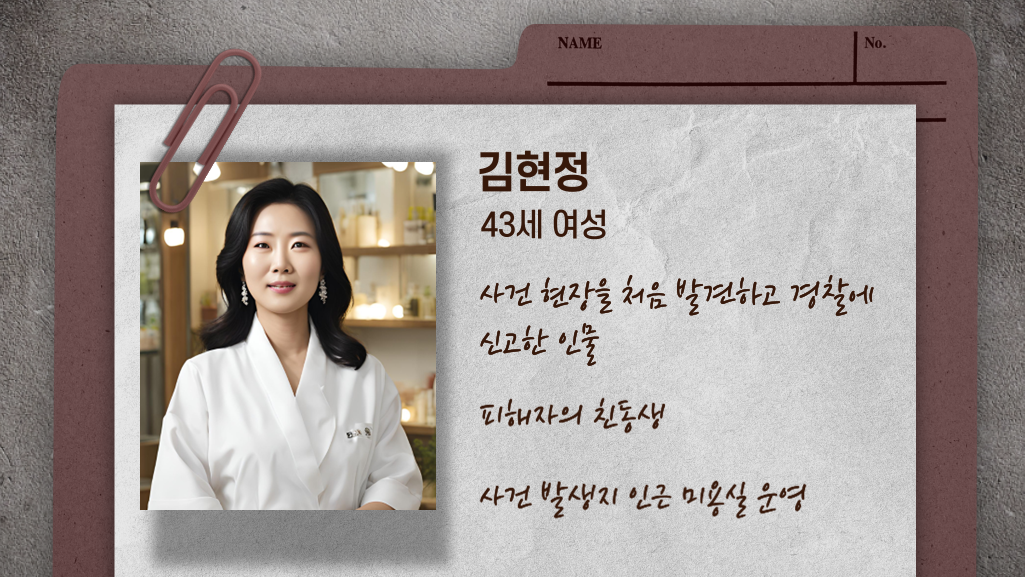 NAME
No.
김현정
43세 여성
사건 현장을 처음 발견하고 경찰에
신고한 인물
피해자의 친동생
사건 발생지 인근 미용실 운영